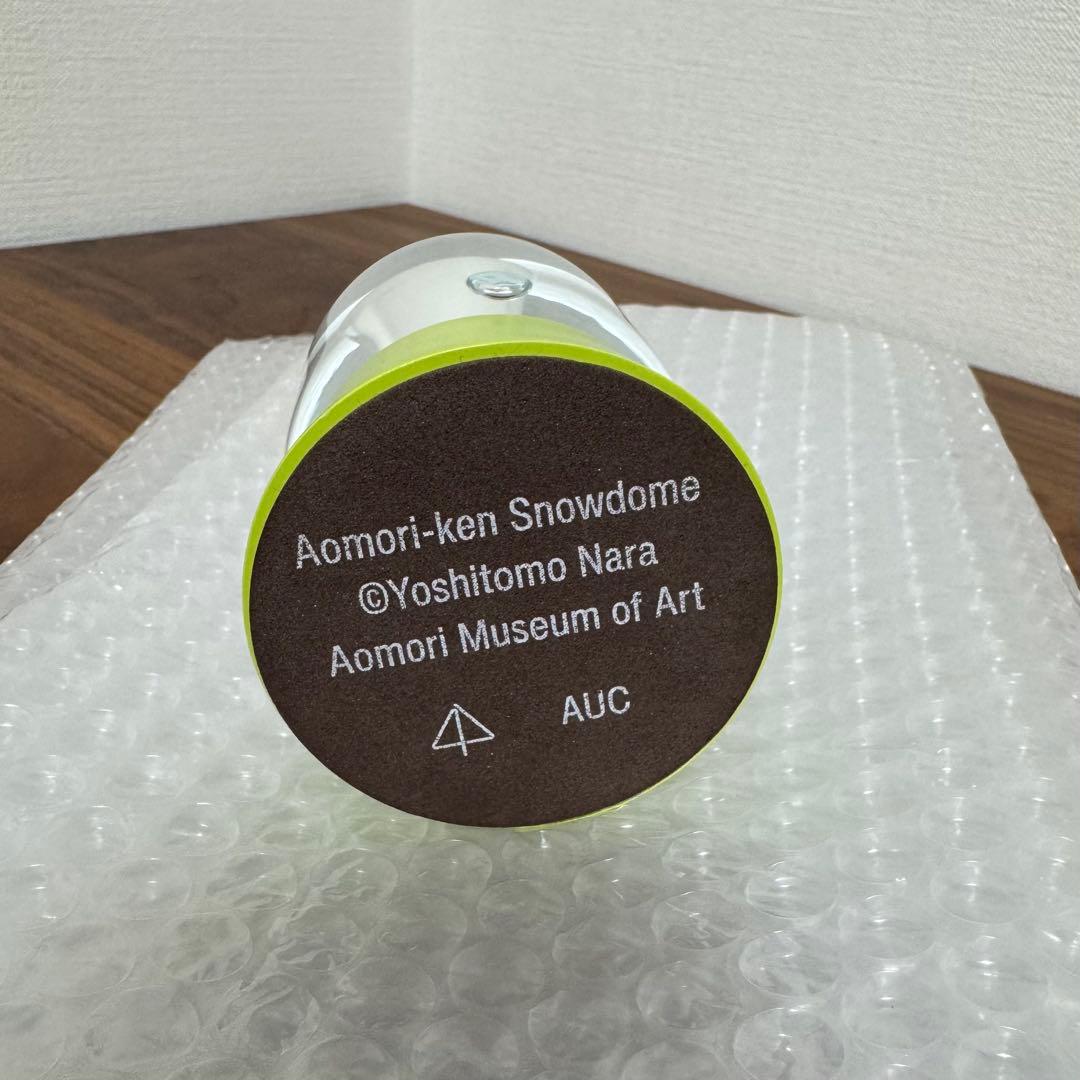 Aomori-ken Snowdome
©Yoshitomo Nara
Aomori Museum of Art
AUC